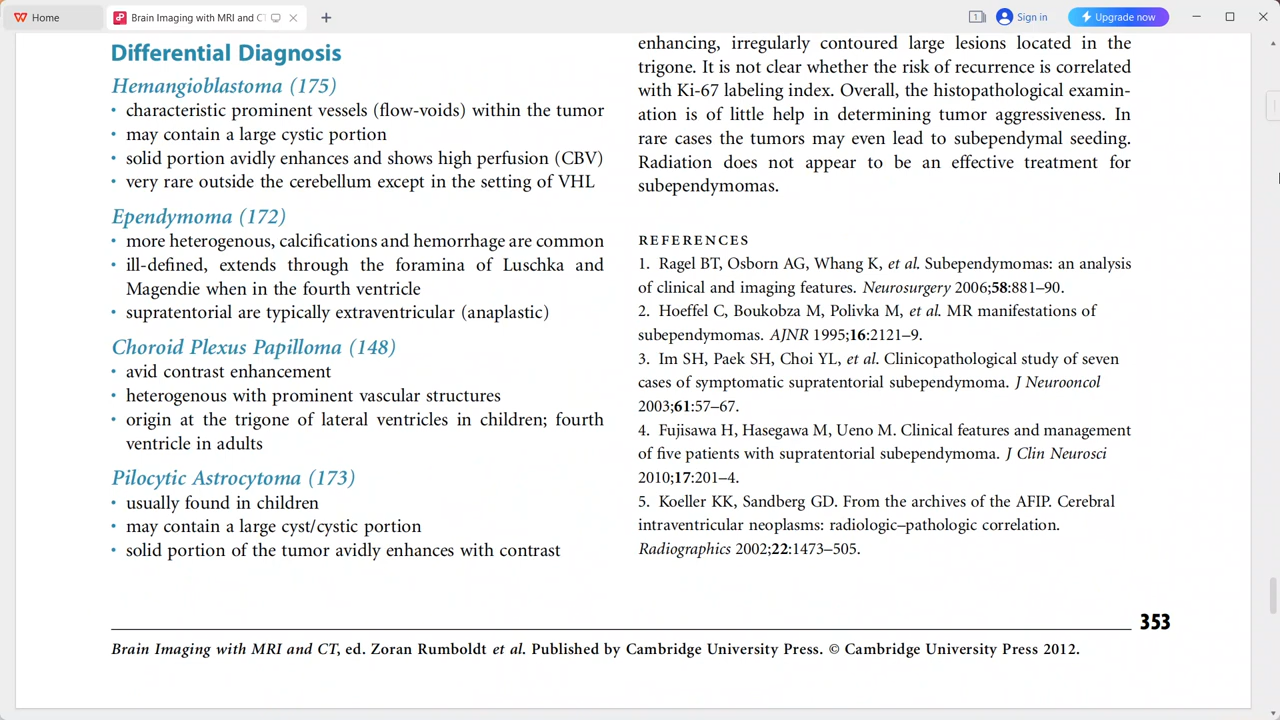 Home
Brain Imaging with MRI and C
1
Sign in
Upgrade now
Differential Diagnosis
Hemangioblastoma (175)
• characteristic prominent vessels (flow-voids) within the tumor
• may contain a large cystic portion
• solid portion avidly enhances and shows high perfusion (CBV)
• very rare outside the cerebellum except in the setting of VHL
Ependymoma (172)
• more heterogenous, calcifications and hemorrhage are common
• ill-defined, extends through the foramina of Luschka and
Magendie when in the fourth ventricle
• supratentorial are typically extraventricular (anaplastic)
Choroid Plexus Papilloma (148)
• avid contrast enhancement
• heterogenous with prominent vascular structures
• origin at the trigone of lateral ventricles in children; fourth
ventricle in adults
Pilocytic Astrocytoma (173)
• usually found in children
• may contain a large cyst/cystic portion
• solid portion of the tumor avidly enhances with contrast
enhancing, irregularly contoured large lesions located in the
trigone. It is not clear whether the risk of recurrence is correlated
with Ki-67 labeling index. Overall, the histopathological examin-
ation is of little help in determining tumor aggressiveness. In
rare cases the tumors may even lead to subependymal seeding.
Radiation does not appear to be an effective treatment for
subependymomas.
REFERENCES
1. Ragel BT, Osborn AG, Whang K, et al. Subependymomas: an analysis
of clinical and imaging features. Neurosurgery 2006;58:881–90.
2. Hoeffel C, Boukobza M, Polivka M, et al. MR manifestations of
subependymomas. AJNR 1995;16:2121–9.
3. Im SH, Paek SH, Choi YL, et al. Clinicopathological study of seven
cases of symptomatic supratentorial subependymoma. J Neurooncol
2003;61:57–67.
4. Fujisawa H, Hasegawa M, Ueno M. Clinical features and management
of five patients with supratentorial subependymoma. J Clin Neurosci
2010;17:201–4.
5. Koeller KK, Sandberg GD. From the archives of the AFIP. Cerebral
intraventricular neoplasms: radiologic–pathologic correlation.
Radiographics 2002;22:1473–505.
353
Brain Imaging with MRI and CT, ed. Zoran Rumboldt et al. Published by Cambridge University Press. © Cambridge University Press 2012.